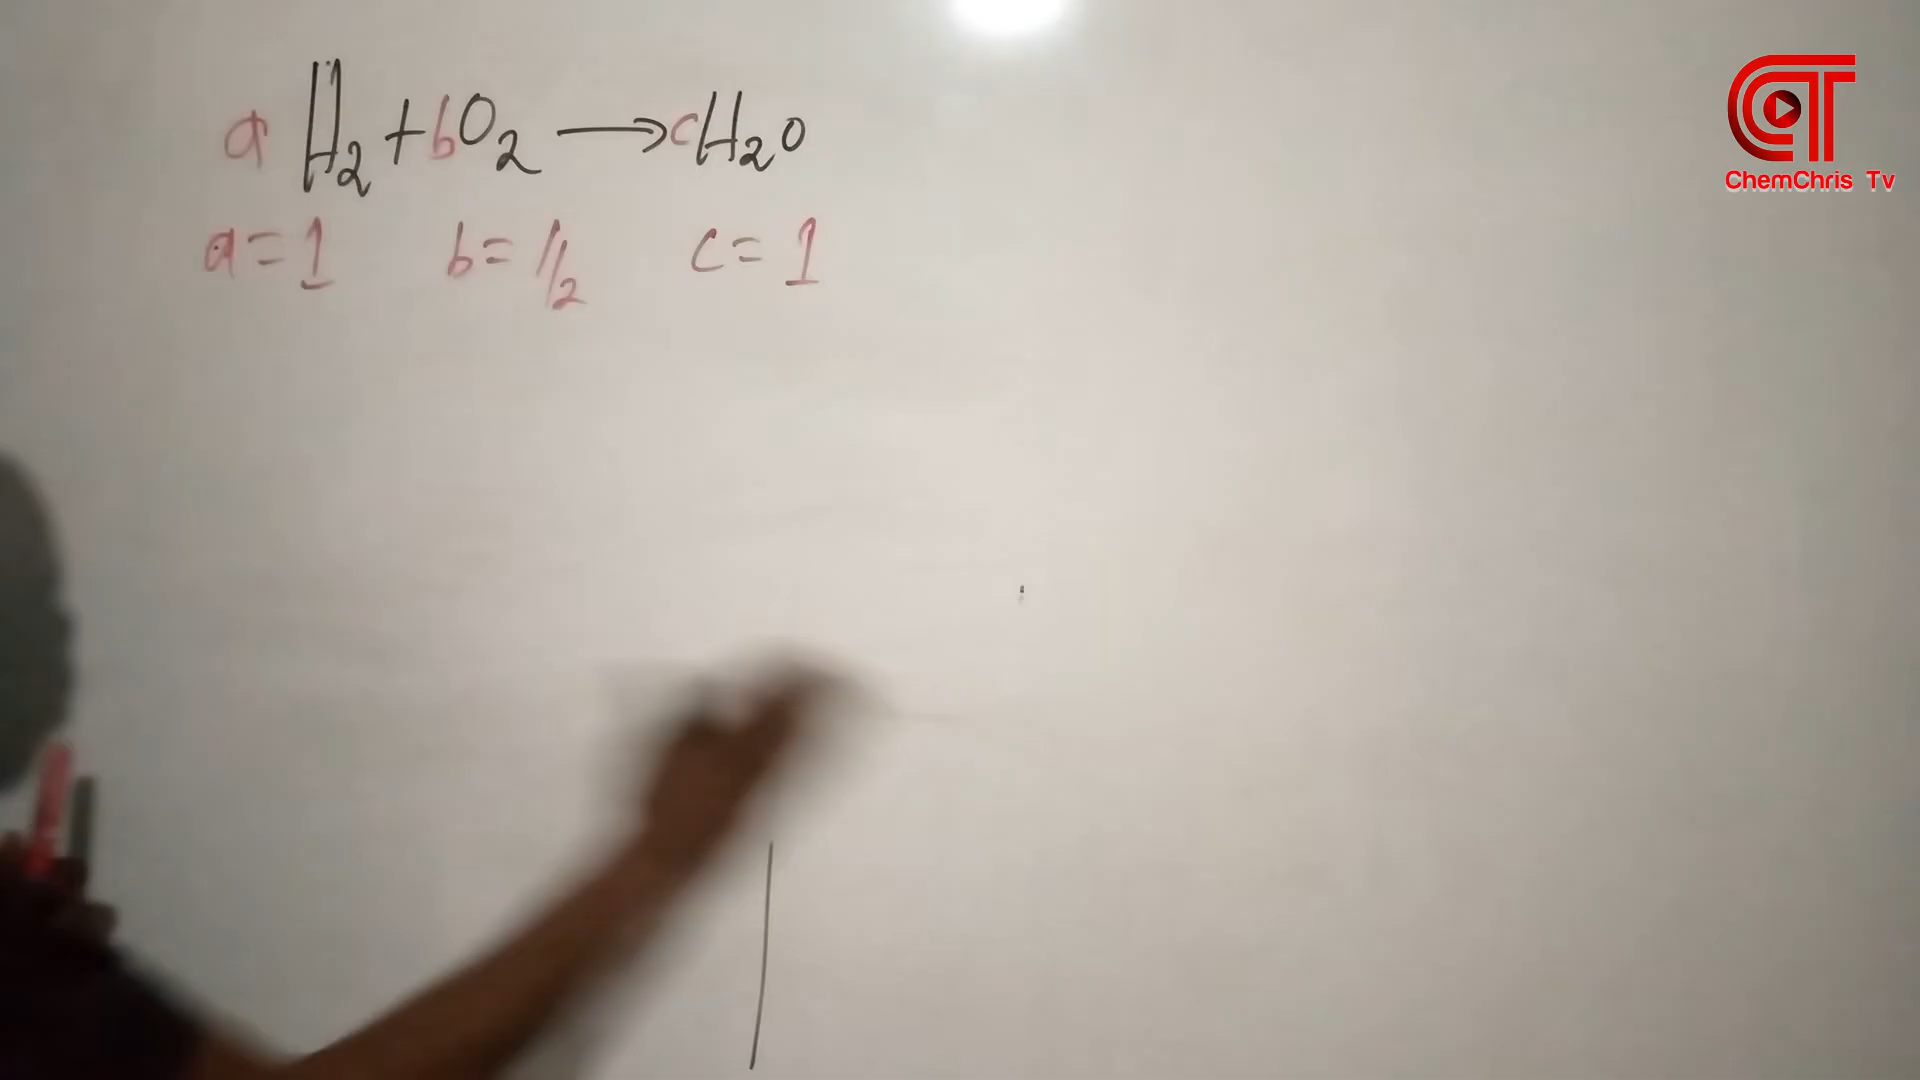 a H₂ + bO₂ → cH₂O
a = 1 b = 1/2 c = 1
ChemChris Tv